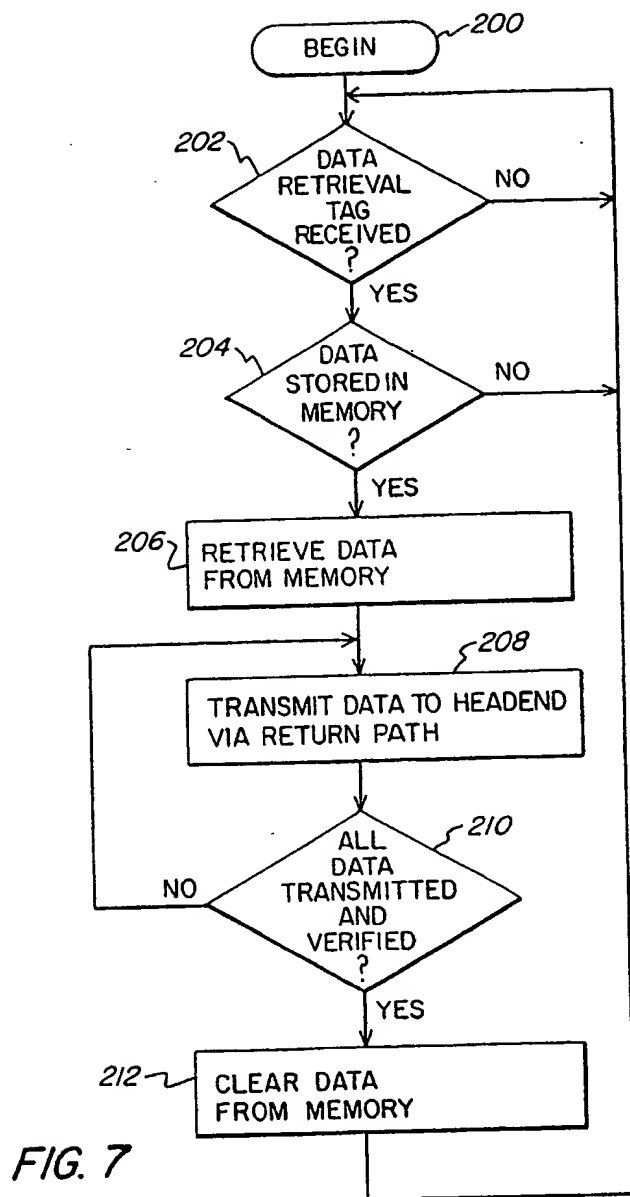 BEGIN
200
202
DATA
RETRIEVAL
TAG
RECEIVED
?
NO
YES
204
DATA
STORED IN
MEMORY
?
NO
YES
206
RETRIEVE DATA
FROM MEMORY
208
TRANSMIT DATA TO HEADEND
VIA RETURN PATH
210
ALL
DATA
TRANSMITTED
AND
VERIFIED
?
NO
YES
212
CLEAR DATA
FROM MEMORY
FIG. 7